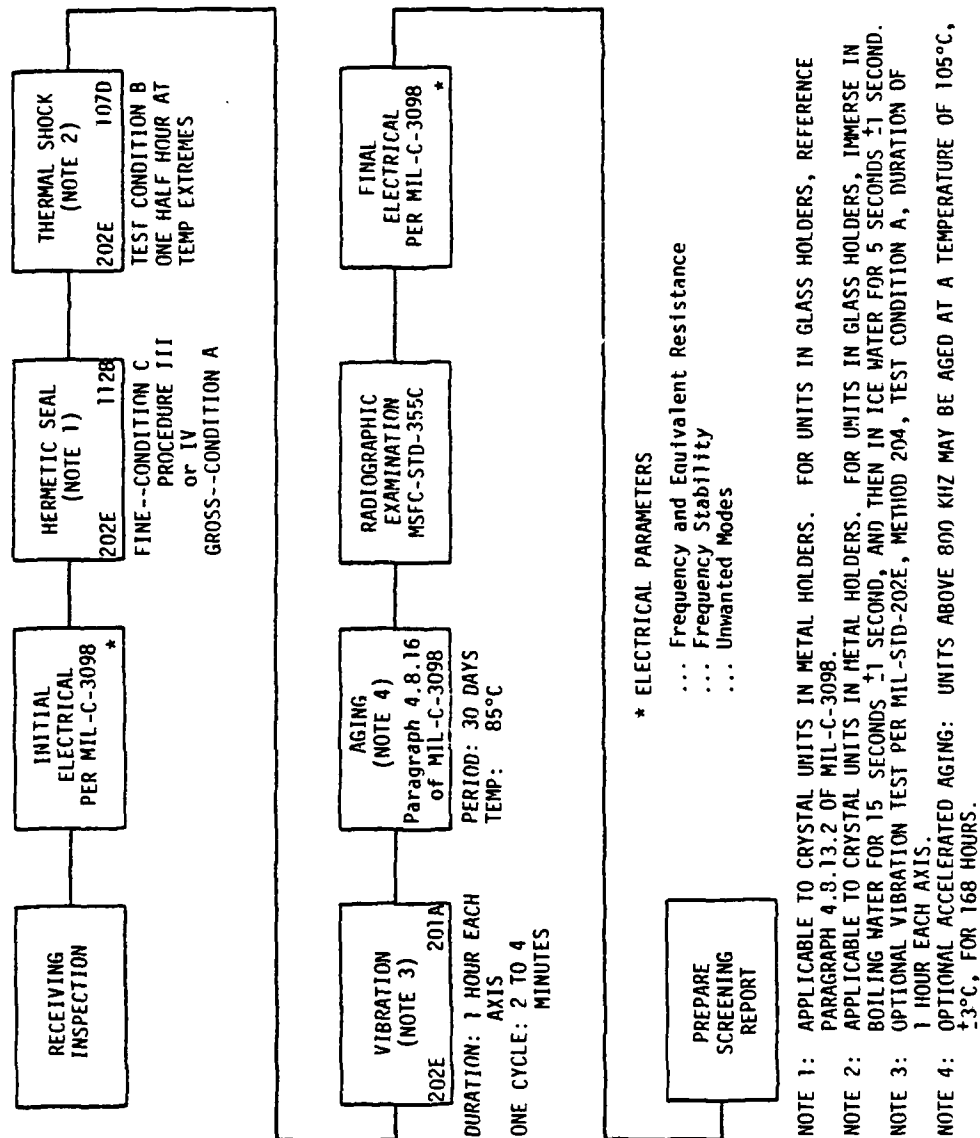 RECEIVING
INSPECTION
INITIAL
ELECTRICAL
PER MIL-C-3098
*
HERMETIC SEAL
(NOTE 1)
202E 112B
FINE--CONDITION C
PROCEDURE III
or IV
GROSS--CONDITION A
THERMAL SHOCK
(NOTE 2)
202E 107D
TEST CONDITION B
ONE HALF HOUR AT
TEMP EXTREMES
VIBRATION
(NOTE 3)
202E 201A
DURATION: 1 HOUR EACH
AXIS
ONE CYCLE: 2 TO 4
MINUTES
AGING
(NOTE 4)
Paragraph 4.8.16
of MIL-C-3098
PERIOD: 30 DAYS
TEMP: 85°C
RADIOGRAPHIC
EXAMINATION
MSFC-STD-355C
FINAL
ELECTRICAL
PER MIL-C-3098
*
PREPARE
SCREENING
REPORT
* ELECTRICAL PARAMETERS
... Frequency and Equivalent Resistance
... Frequency Stability
... Unwanted Modes
NOTE 1: APPLICABLE TO CRYSTAL UNITS IN METAL HOLDERS. FOR UNITS IN GLASS HOLDERS, REFERENCE
PARAGRAPH 4.8.13.2 OF MIL-C-3098.
NOTE 2: APPLICABLE TO CRYSTAL UNITS IN METAL HOLDERS. FOR UNITS IN GLASS HOLDERS, IMMERSE IN
BOILING WATER FOR 15 SECONDS ±1 SECOND, AND THEN IN ICE WATER FOR 5 SECONDS ±1 SECOND.
NOTE 3: OPTIONAL VIBRATION TEST PER MIL-STD-202E, METHOD 204, TEST CONDITION A, DURATION OF
1 HOUR EACH AXIS.
NOTE 4: OPTIONAL ACCELERATED AGING: UNITS ABOVE 800 KHZ MAY BE AGED AT A TEMPERATURE OF 105°C,
±3°C, FOR 168 HOURS.